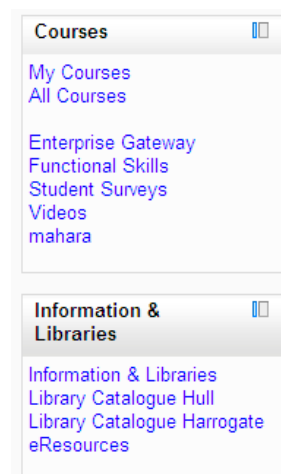 Courses
My Courses
All Courses
Enterprise Gateway
Functional Skills
Student Surveys
Videos
mahara
Information &
Libraries
Information & Libraries
Library Catalogue Hull
Library Catalogue Harrogate
eResources